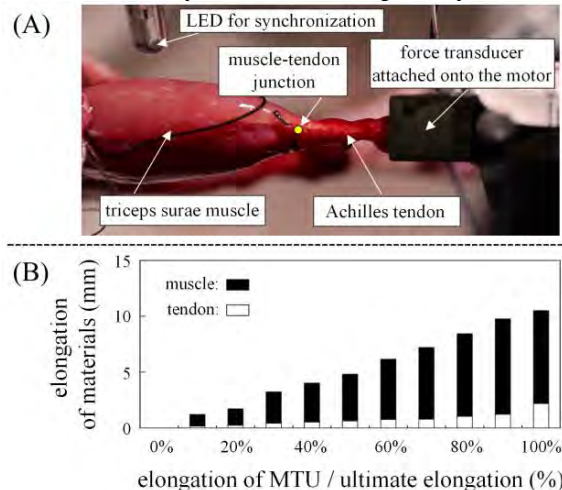 (A)
LED for synchronization
muscle-tendon
junction
force transducer
attached onto the motor
triceps surae muscle
Achilles tendon
(B)
elongation
of materials (mm)
15
10
5
0
muscle:
tendon:
0% 20% 40% 60% 80% 100%
elongation of MTU / ultimate elongation (%)